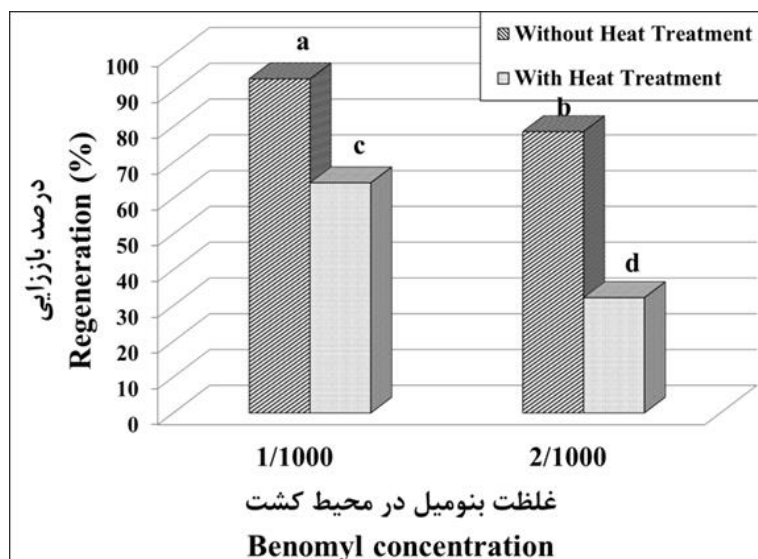 Without Heat Treatment
With Heat Treatment
a
b
c
d
100
90
80
70
60
50
40
30
20
10
0
درصد باززایی
Regeneration (%)
1/1000
2/1000
غلظت بنومیل در محیط کشت
Benomyl concentration